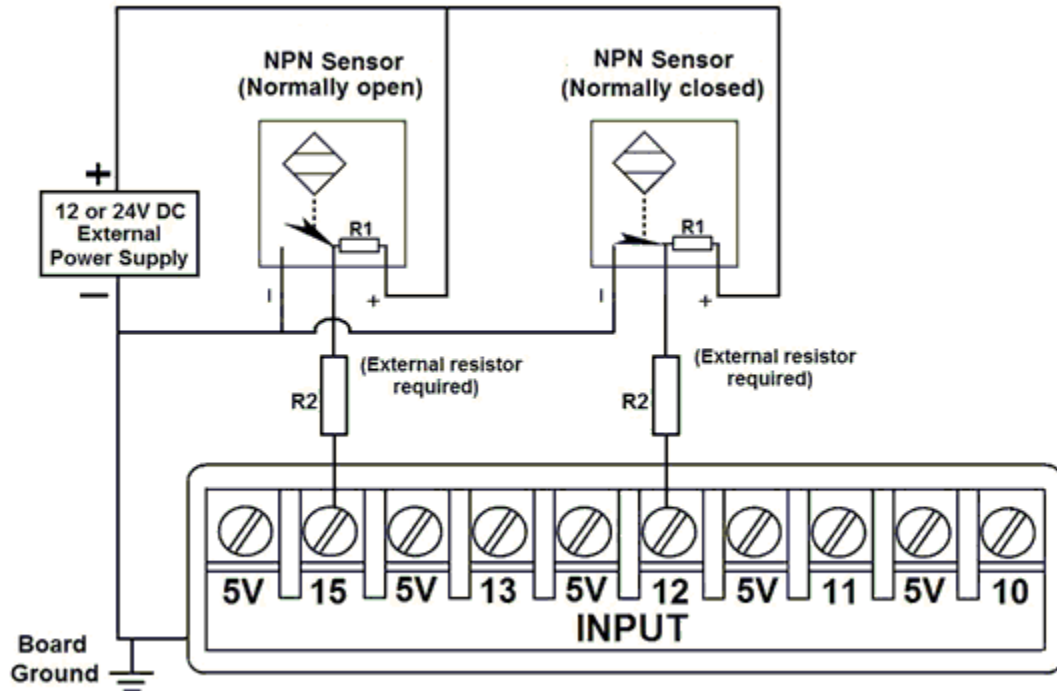 NPN Sensor
(Normally open)
NPN Sensor
(Normally closed)
+
12 or 24V DC
External
Power Supply
−
R1
I
+
R1
I
+
R2
(External resistor
required)
R2
(External resistor
required)
5V 15 5V 13 5V 12 5V 11 5V 10
INPUT
Board
Ground